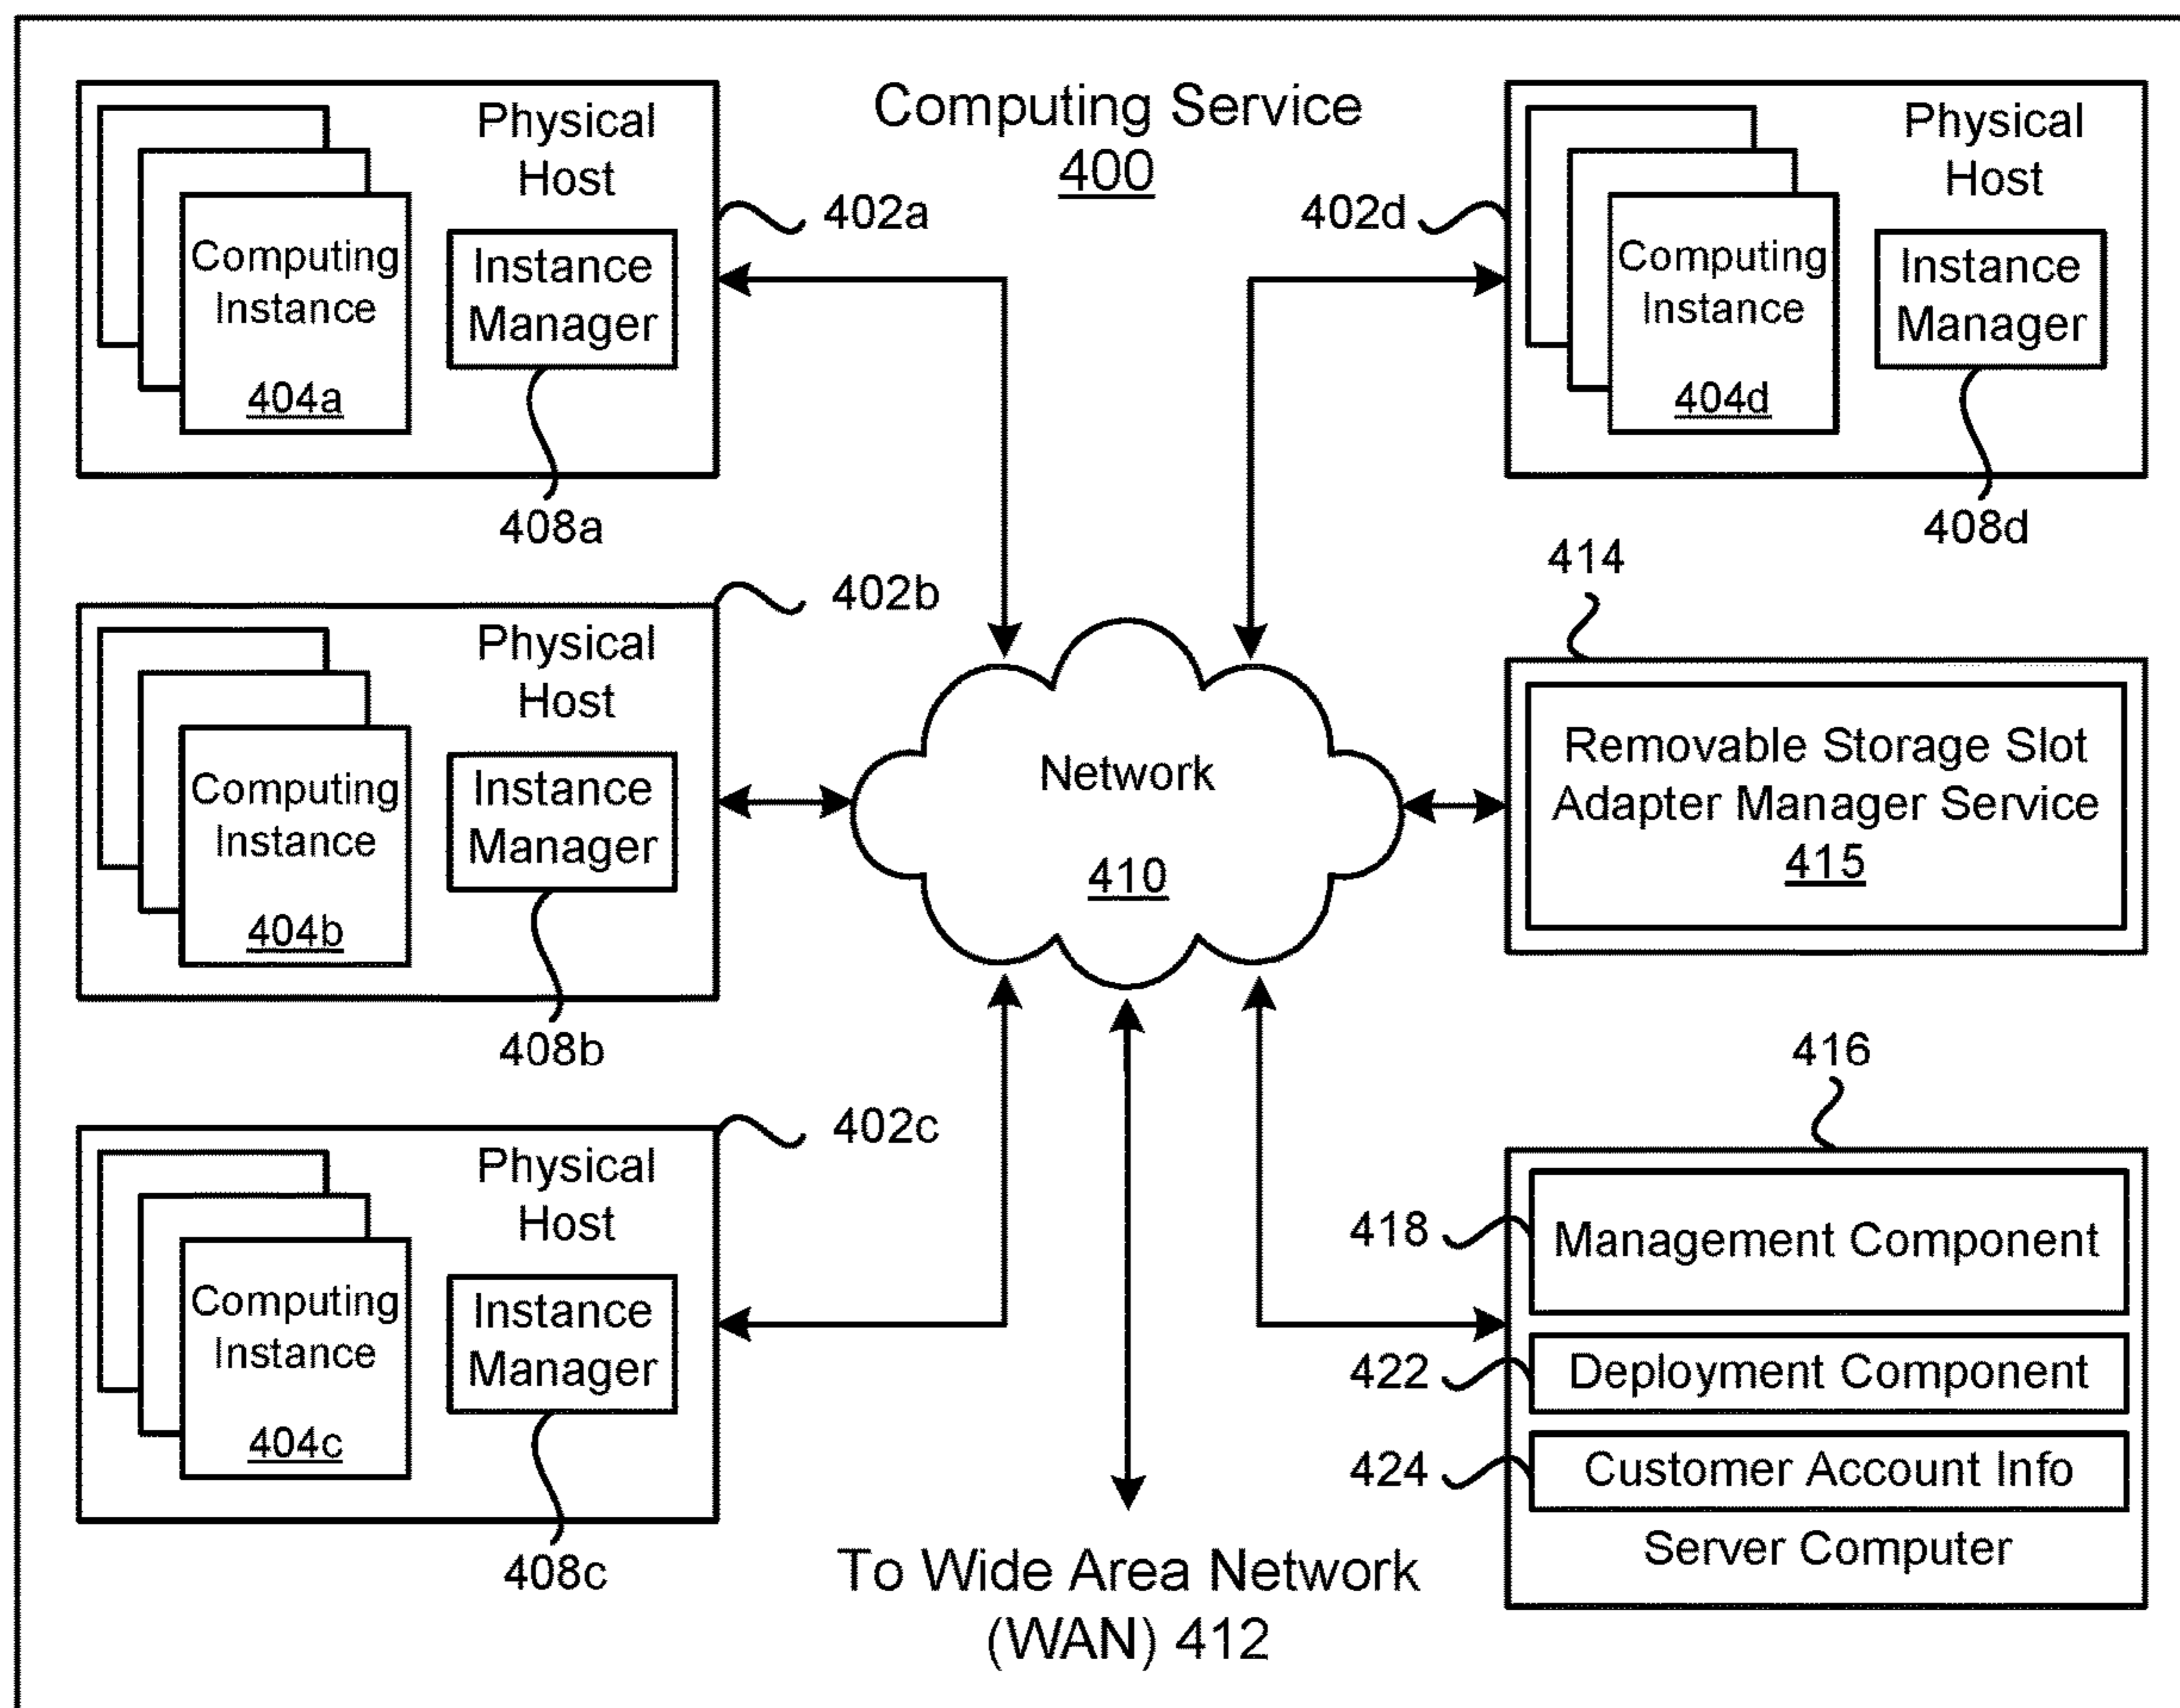 Computing Service
400
Physical
Host
402a
Computing
Instance
404a
Instance
Manager
408a
Physical
Host
402d
Computing
Instance
404d
Instance
Manager
408d
Physical
Host
402b
Computing
Instance
404b
Instance
Manager
408b
Network
410
414
Removable Storage Slot
Adapter Manager Service
415
Physical
Host
402c
Computing
Instance
404c
Instance
Manager
408c
416
418
Management Component
422
Deployment Component
424
Customer Account Info
Server Computer
To Wide Area Network
(WAN) 412